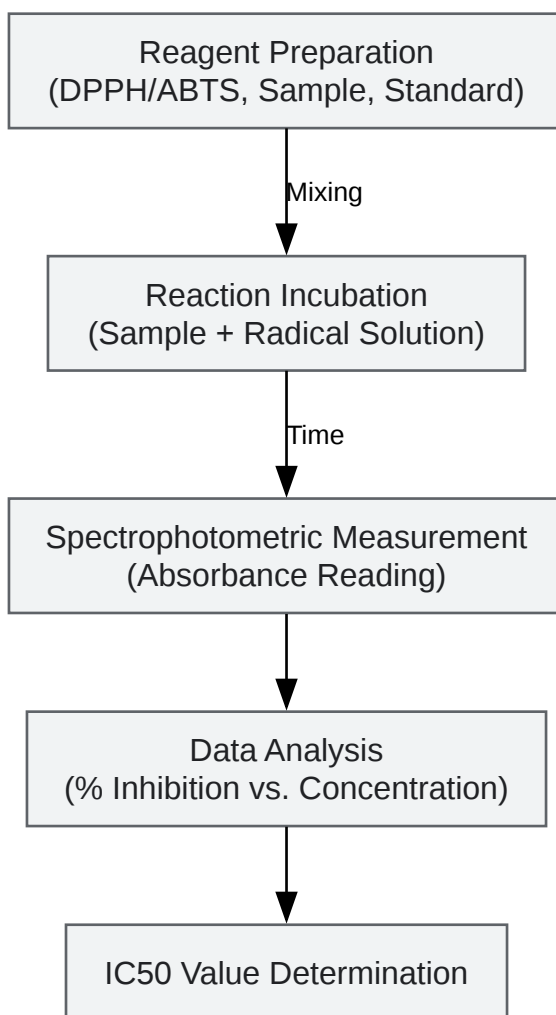 Reagent Preparation
(DPPH/ABTS, Sample, Standard)
Mixing
Reaction Incubation
(Sample + Radical Solution)
Time
Spectrophotometric Measurement
(Absorbance Reading)
Data Analysis
(% Inhibition vs. Concentration)
IC50 Value Determination